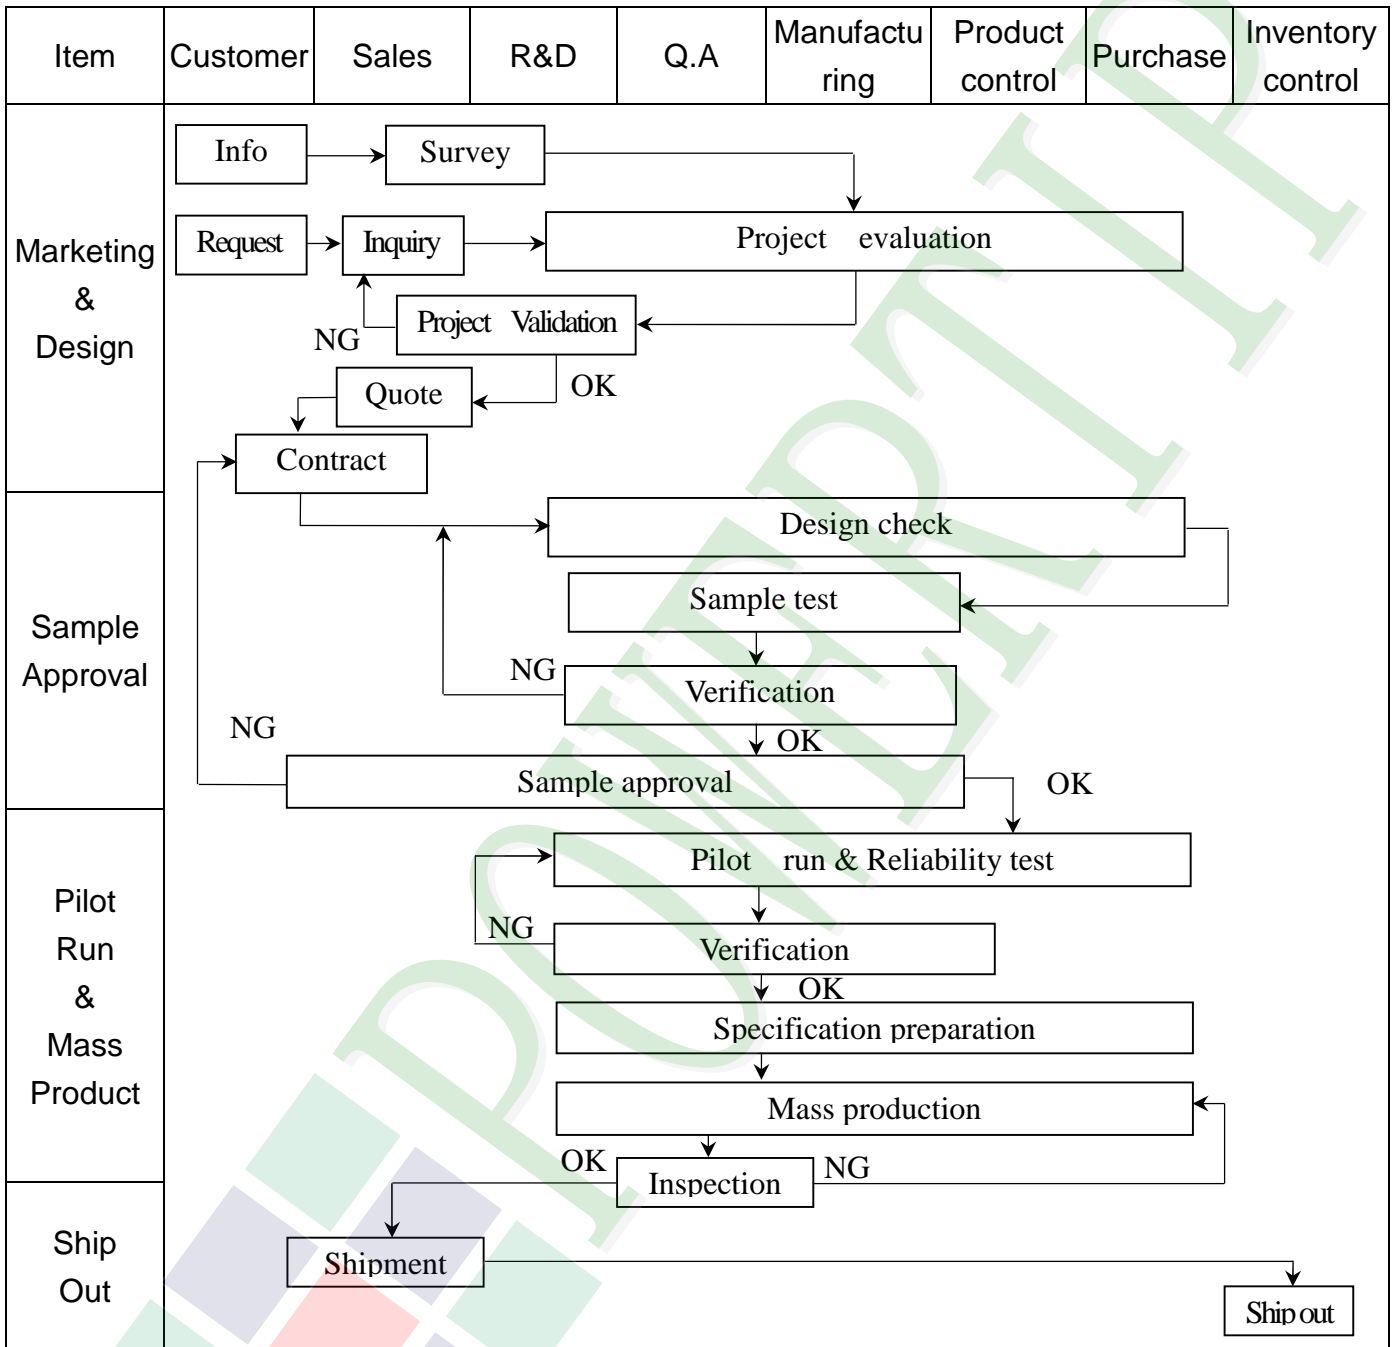 Item
Customer
Sales
R&D
Q.A
Manufactu
ring
Product
control
Purchase
Inventory
control
Marketing
&
Design
Info
Survey
Request
Inquiry
Project evaluation
NG
Project Validation
OK
Quote
Contract
Sample
Approval
Design check
Sample test
NG
Verification
NG
OK
Sample approval
OK
Pilot
Run
&
Mass
Product
Pilot run & Reliability test
NG
Verification
OK
Specification preparation
Mass production
OK
Inspection
NG
Ship
Out
Shipment
Ship out
POWERTIP